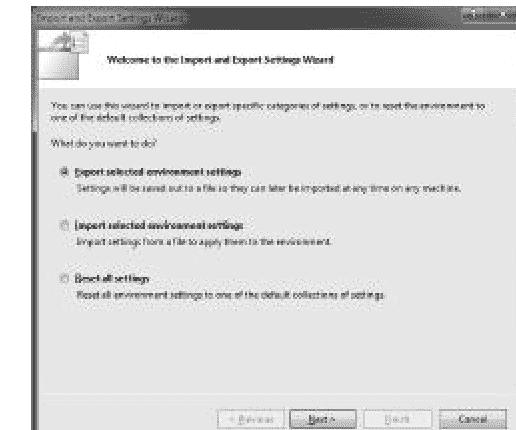 Import and Export Settings Wizard
Welcome to the Import and Export Settings Wizard
You can use this wizard to import or export specific categories of settings, or to reset the environment to
one of the default collections of settings.
What do you want to do?
Export selected environment settings
Settings will be saved out to a file so they can later be imported at any time on any machine.
Import selected environment settings
Import settings from a file to apply them to the environment.
Reset all settings
Reset all environment settings to one of the default collections of settings
< Previous
Next >
Finish
Cancel